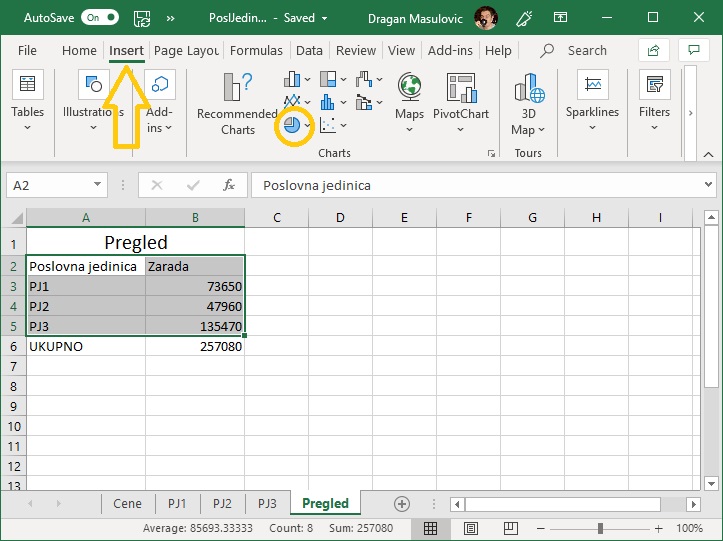 AutoSave On PoslJedin... - Saved Dragan Masulovic
File Home Insert Page Layou Formulas Data Review View Add-ins Help Search
Tables Illustrations Add-ins Recommended Charts Maps PivotChart 3D Map Sparklines Filters
Charts Tours
A2 fx Poslovna jedinica
A B C D E F G H I
1 Pregled
2 Poslovna jedinica Zarada
3 PJ1 73650
4 PJ2 47960
5 PJ3 135470
6 UKUPNO 257080
7
8
9
10
11
12
13
Cene PJ1 PJ2 PJ3 Pregled
Average: 85693.33333 Count: 8 Sum: 257080 100%